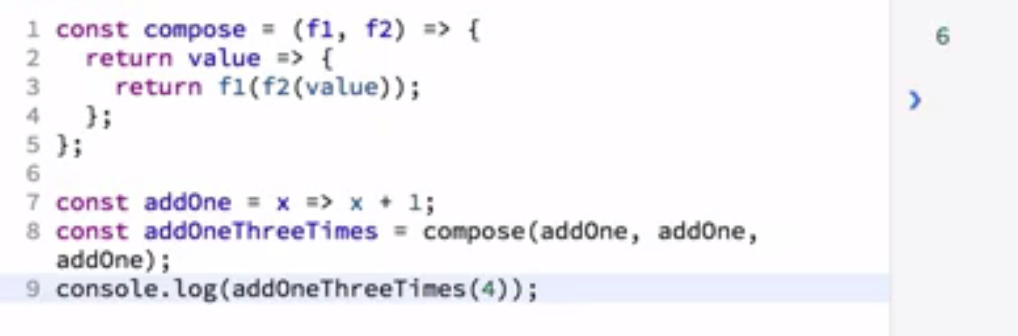 1 const compose = (f1, f2) => {
2   return value => {
3     return f1(f2(value));
4   };
5 };
6
7 const addOne = x => x + 1;
8 const addOneThreeTimes = compose(addOne, addOne,
addOne);
9 console.log(addOneThreeTimes(4));
6
❯